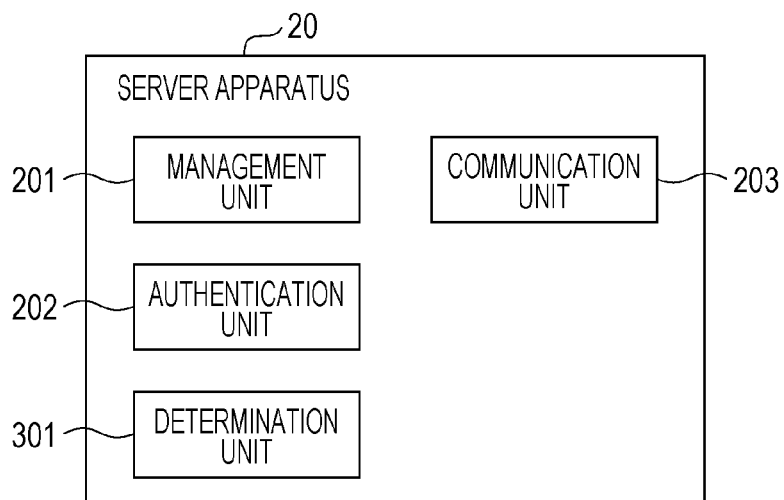 20
SERVER APPARATUS
201
MANAGEMENT
UNIT
COMMUNICATION
UNIT
203
202
AUTHENTICATION
UNIT
301
DETERMINATION
UNIT